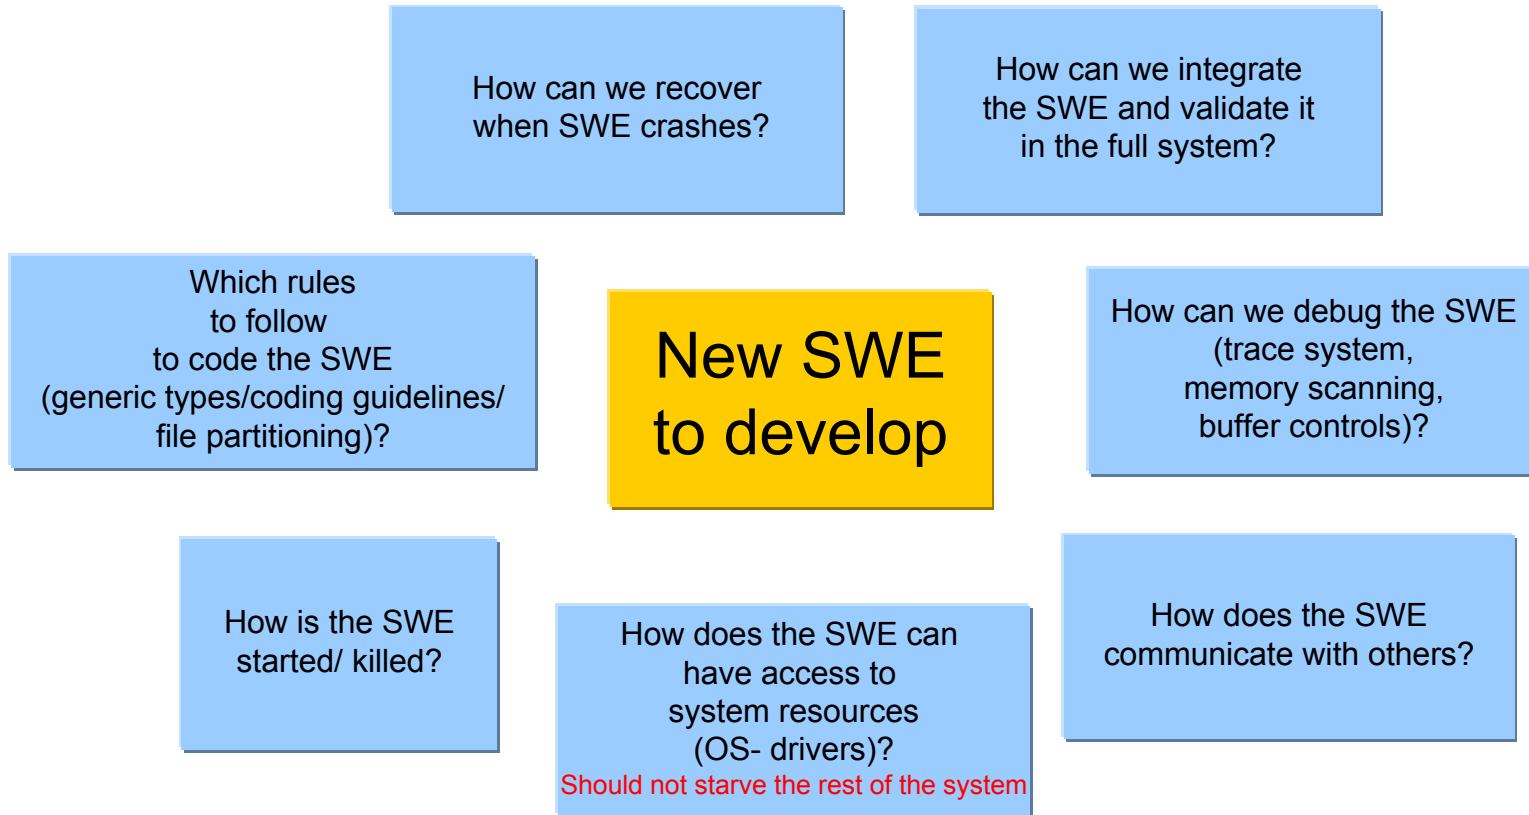 How can we recover
when SWE crashes?
How can we integrate
the SWE and validate it
in the full system?
Which rules
to follow
to code the SWE
(generic types/coding guidelines/
file partitioning)?
New SWE
to develop
How can we debug the SWE
(trace system,
memory scanning,
buffer controls)?
How is the SWE
started/ killed?
How does the SWE can
have access to
system resources
(OS- drivers)?
Should not starve the rest of the system
How does the SWE
communicate with others?